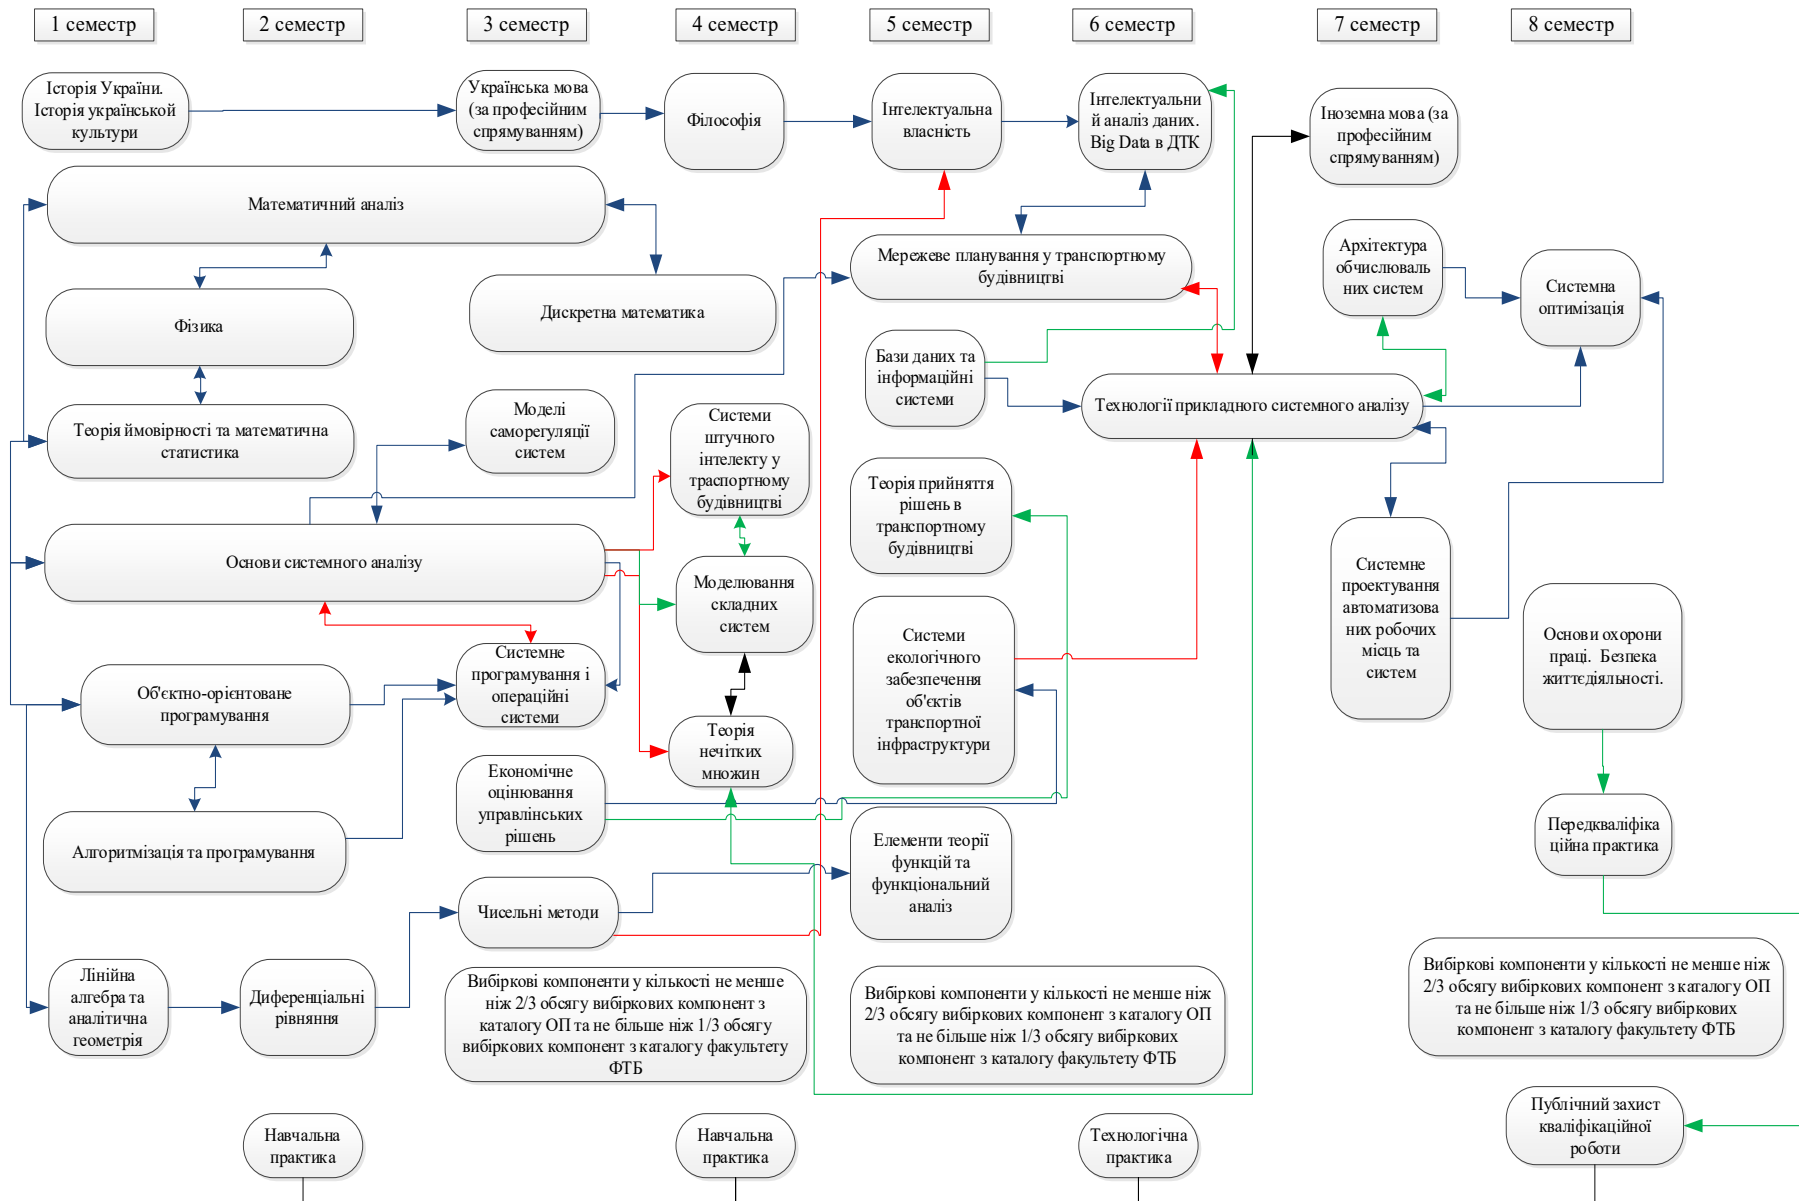 1 семестр
2 семестр
3 семестр
4 семестр
5 семестр
6 семестр
7 семестр
8 семестр
Історія України.
Історія української
культури
Українська мова
(за професійним
спрямуванням)
Філософія
Інтелектуальна
власність
Інтелектуальни
й аналіз даних.
Big Data в ДТК
Іноземна мова (за
професійним
спрямуванням)
Математичний аналіз
Мережеве планування у транспортному
будівництві
Архітектура
обчислюваль
них систем
Системна
оптимізація
Фізика
Дискретна математика
Бази даних та
інформаційні
системи
Технології прикладного системного аналізу
Теорія ймовірності та математична
статистика
Моделі
саморегуляції
систем
Системи
штучного
інтелекту у
траспортному
будівництві
Теорія прийняття
рішень в
транспортному
будівництві
Основи системного аналізу
Моделювання
складних
систем
Системне
проектування
автоматизова
них робочих
місць та
систем
Основи охорони
праці.  Безпека
життєдіяльності.
Системи
екологічного
забезпечення
об'єктів
транспортної
інфраструктури
Об'єктно-орієнтоване
програмування
Системне
програмування і
операційні
системи
Теорія
нечітких
множин
Економічне
оцінювання
управлінських
рішень
Алгоритмізація та програмування
Елементи теорії
функцій та
функціональний
аналіз
Передкваліфіка
ційна практика
Чисельні методи
Лінійна
алгебра та
аналітична
геометрія
Диференціальні
рівняння
Вибіркові компоненти у кількості не менше
ніж 2/3 обсягу вибіркових компонент з
каталогу ОП та не більше ніж 1/3 обсягу
вибіркових компонент з каталогу факультету
ФТБ
Вибіркові компоненти у кількості не менше ніж
2/3 обсягу вибіркових компонент з каталогу ОП
та не більше ніж 1/3 обсягу вибіркових
компонент з каталогу факультету ФТБ
Вибіркові компоненти у кількості не менше ніж
2/3 обсягу вибіркових компонент з каталогу ОП
та не більше ніж 1/3 обсягу вибіркових
компонент з каталогу факультету ФТБ
Навчальна
практика
Навчальна
практика
Технологічна
практика
Публічний захист
кваліфікаційної
роботи